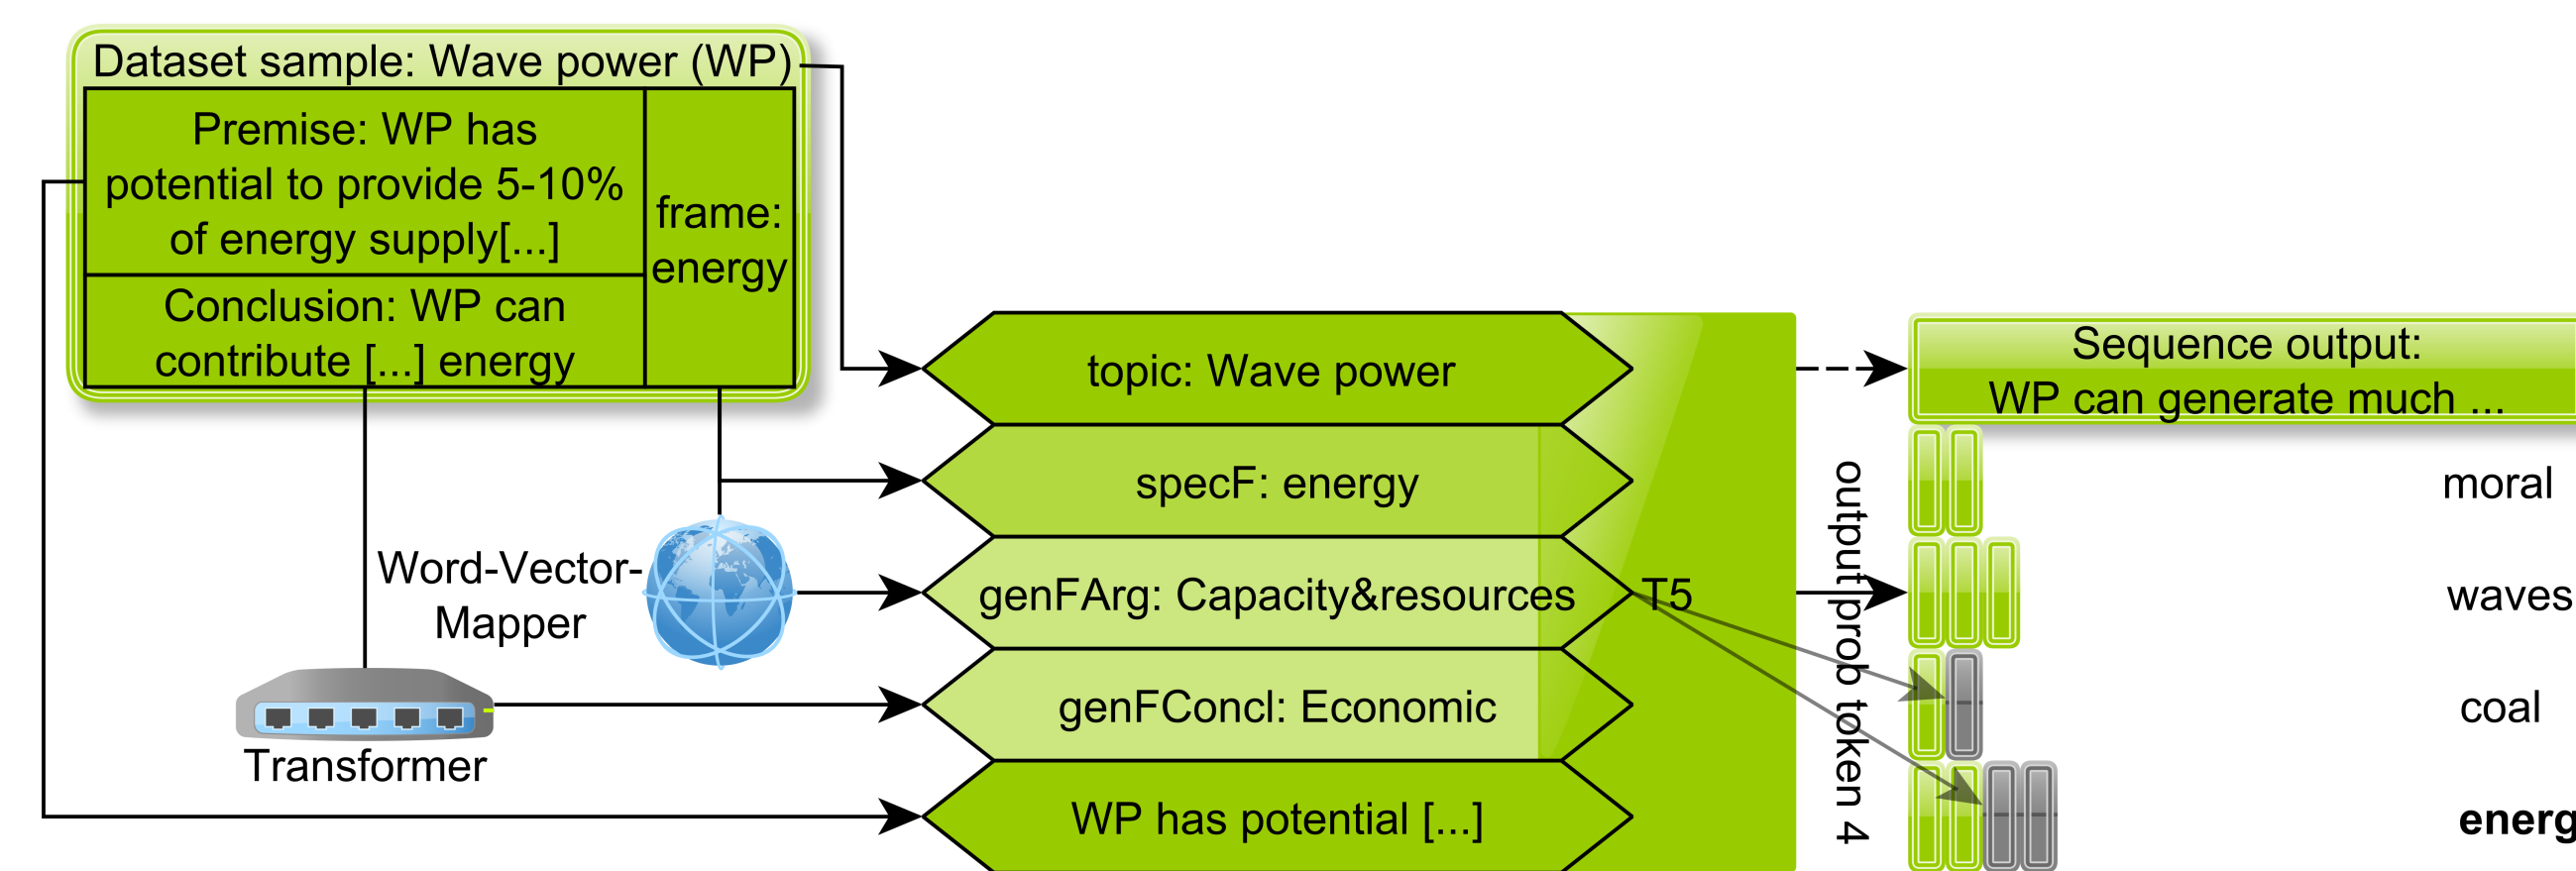 Dataset sample: Wave power (WP)
Premise: WP has
potential to provide 5-10%
of energy supply[...]
frame:
energy
Conclusion: WP can
contribute [...] energy
Word-Vector-
Mapper
Transformer
topic: Wave power
specF: energy
genFArg: Capacity&resources
genFConcl: Economic
WP has potential [...]
T5
output prob token 4
Sequence output:
WP can generate much ...
moral
waves
coal
energ